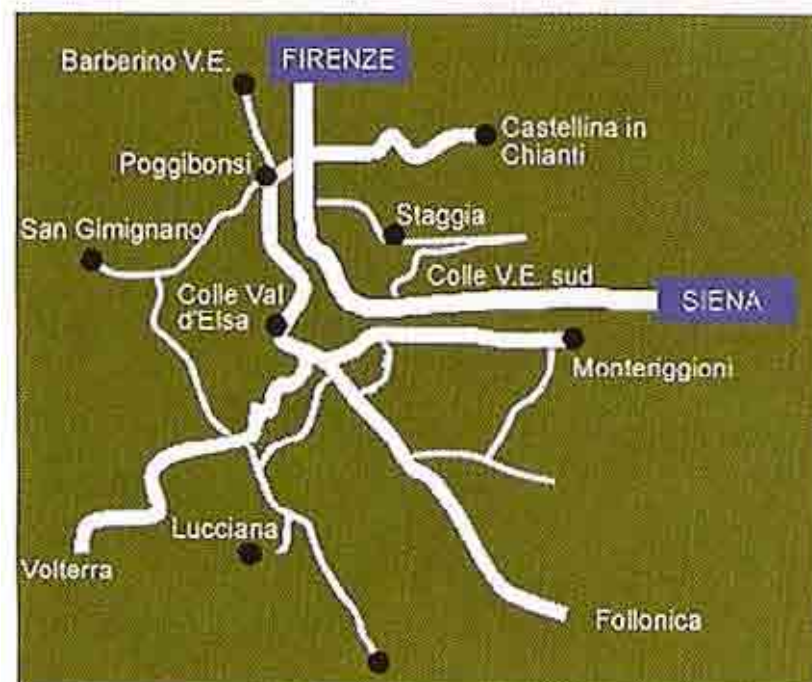 Barberino V.E.
FIRENZE
Castellina in
Chianti
Poggibonsi
San Gimignano
Staggia
Colle V.E. sud
Colle Val
d'Elsa
SIENA
Monteriggioni
Lucciana
Volterra
Follonica